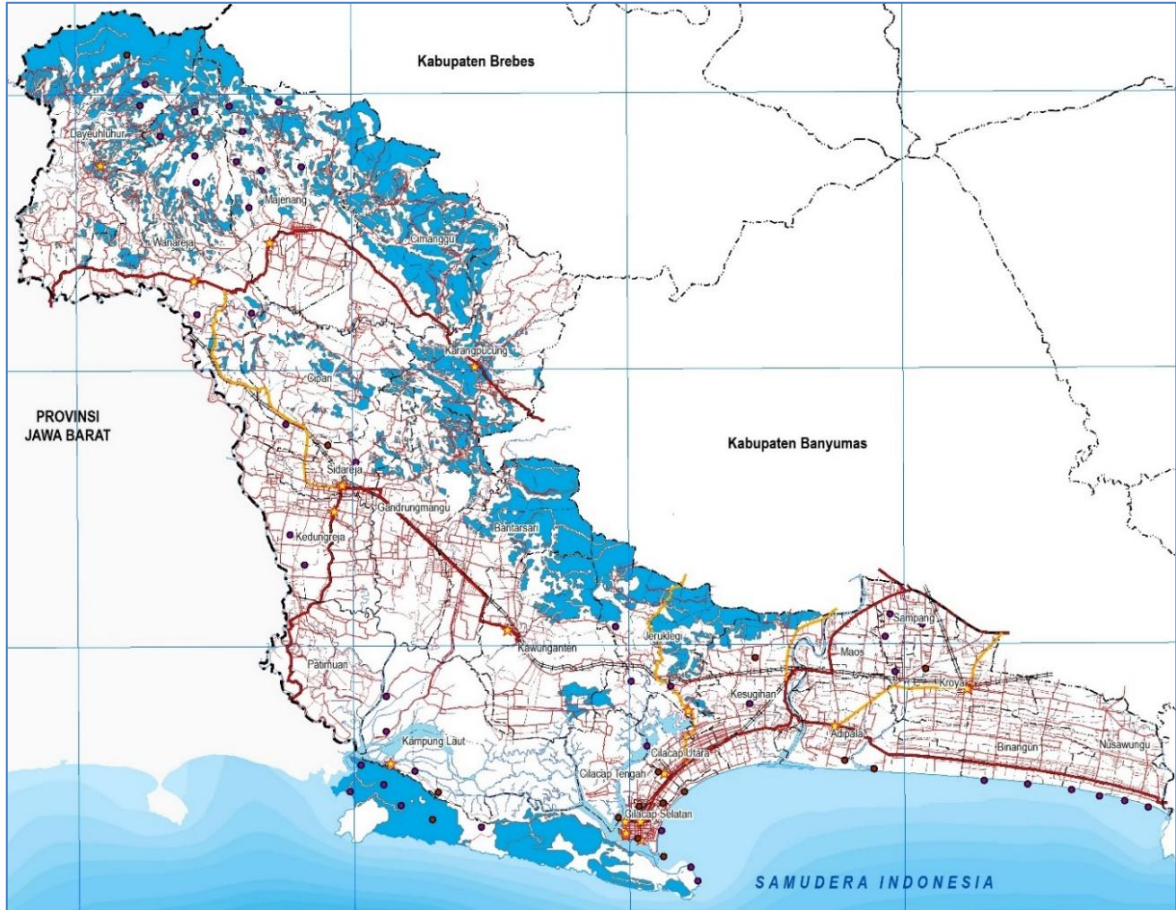 Kabupaten Brebes
Dayeuhluhur
Majenang
Wanareja
Cimanggu
Karangpucung
Cipari
PROVINSI
JAWA BARAT
Kabupaten Banyumas
Sidareja
Gandrungmangu
Bantarsari
Kedungreja
Sampang
Jeruklegi
Kawunganten
Maos
Patimuan
Kesugihan
Kroya
Kampung Laut
Adipala
Binangun
Nusawungu
Cilacap Utara
Cilacap Tengah
Cilacap Selatan
SAMUDERA INDONESIA